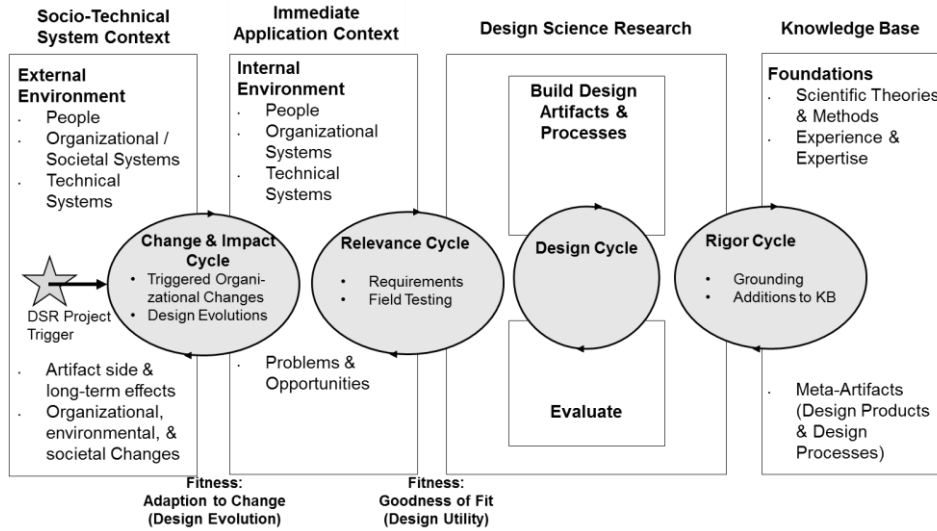 Socio-Technical
System Context
Immediate
Application Context
Design Science Research
Knowledge Base
External
Environment
. People
. Organizational /
Societal Systems
. Technical
Systems
Internal
Environment
. People
. Organizational
Systems
. Technical
Systems
Build Design
Artifacts &
Processes
Foundations
. Scientific Theories
& Methods
. Experience &
Expertise
Change & Impact
Cycle
• Triggered Organi-
zational Changes
• Design Evolutions
Relevance Cycle
• Requirements
• Field Testing
Design Cycle
Rigor Cycle
• Grounding
• Additions to KB
DSR Project
Trigger
. Artifact side &
long-term effects
. Organizational,
environmental, &
societal Changes
. Problems &
Opportunities
Evaluate
. Meta-Artifacts
(Design Products
& Design
Processes)
Fitness:
Adaption to Change
(Design Evolution)
Fitness:
Goodness of Fit
(Design Utility)